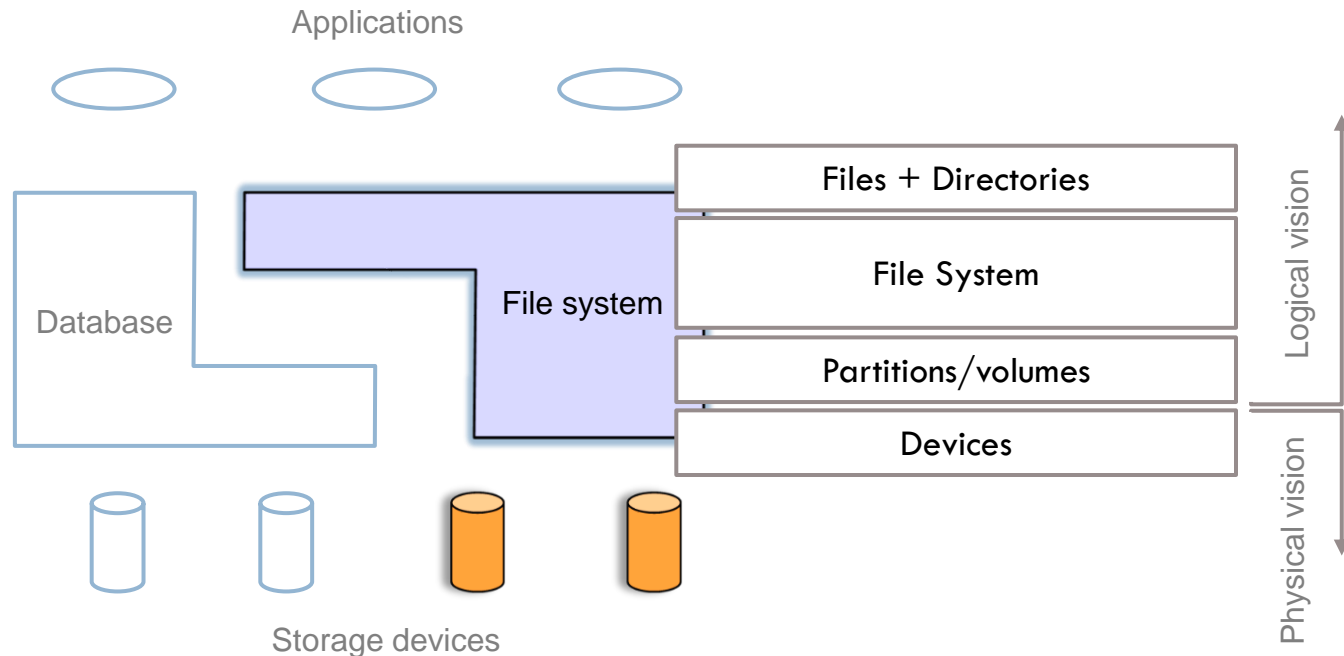 Applications
Files + Directories
File System
Partitions/volumes
Devices
Database
File system
Logical vision
Physical vision
Storage devices